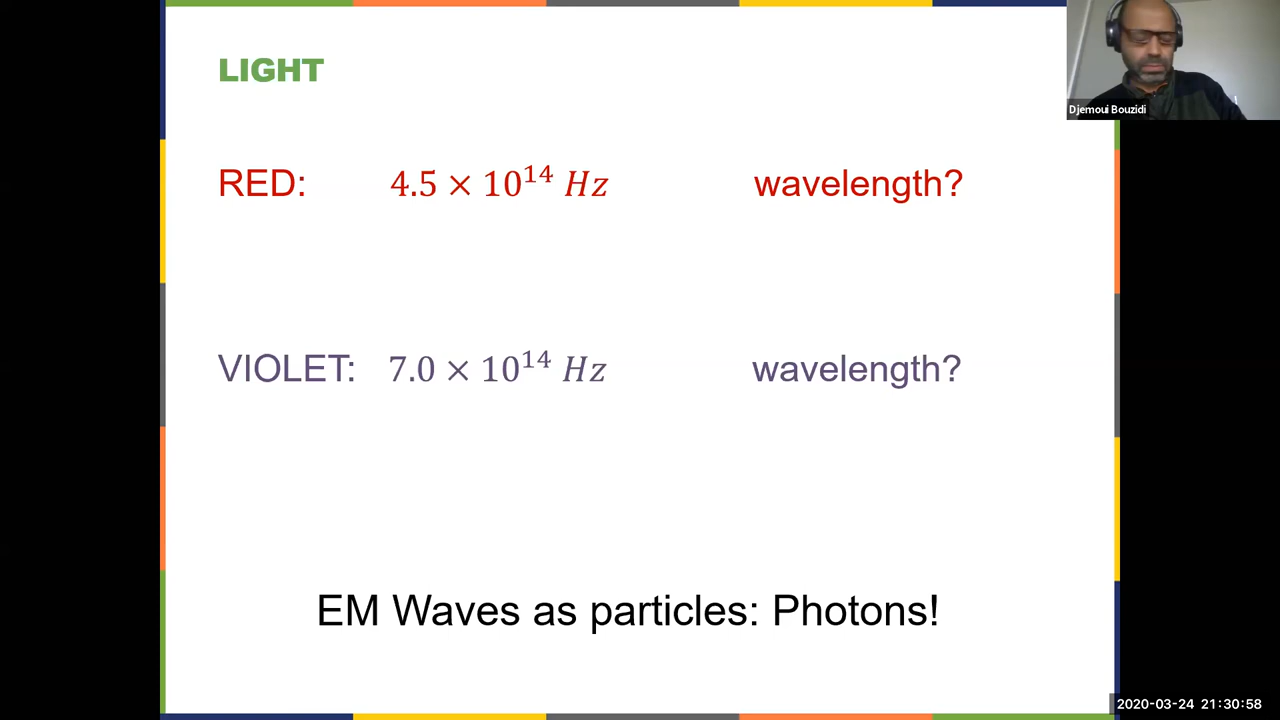 LIGHT
Djemoui Bouzidi
RED: 4.5 × 10¹⁴ Hz wavelength?
VIOLET: 7.0 × 10¹⁴ Hz wavelength?
EM Waves as particles: Photons!
2020-03-24 21:30:58